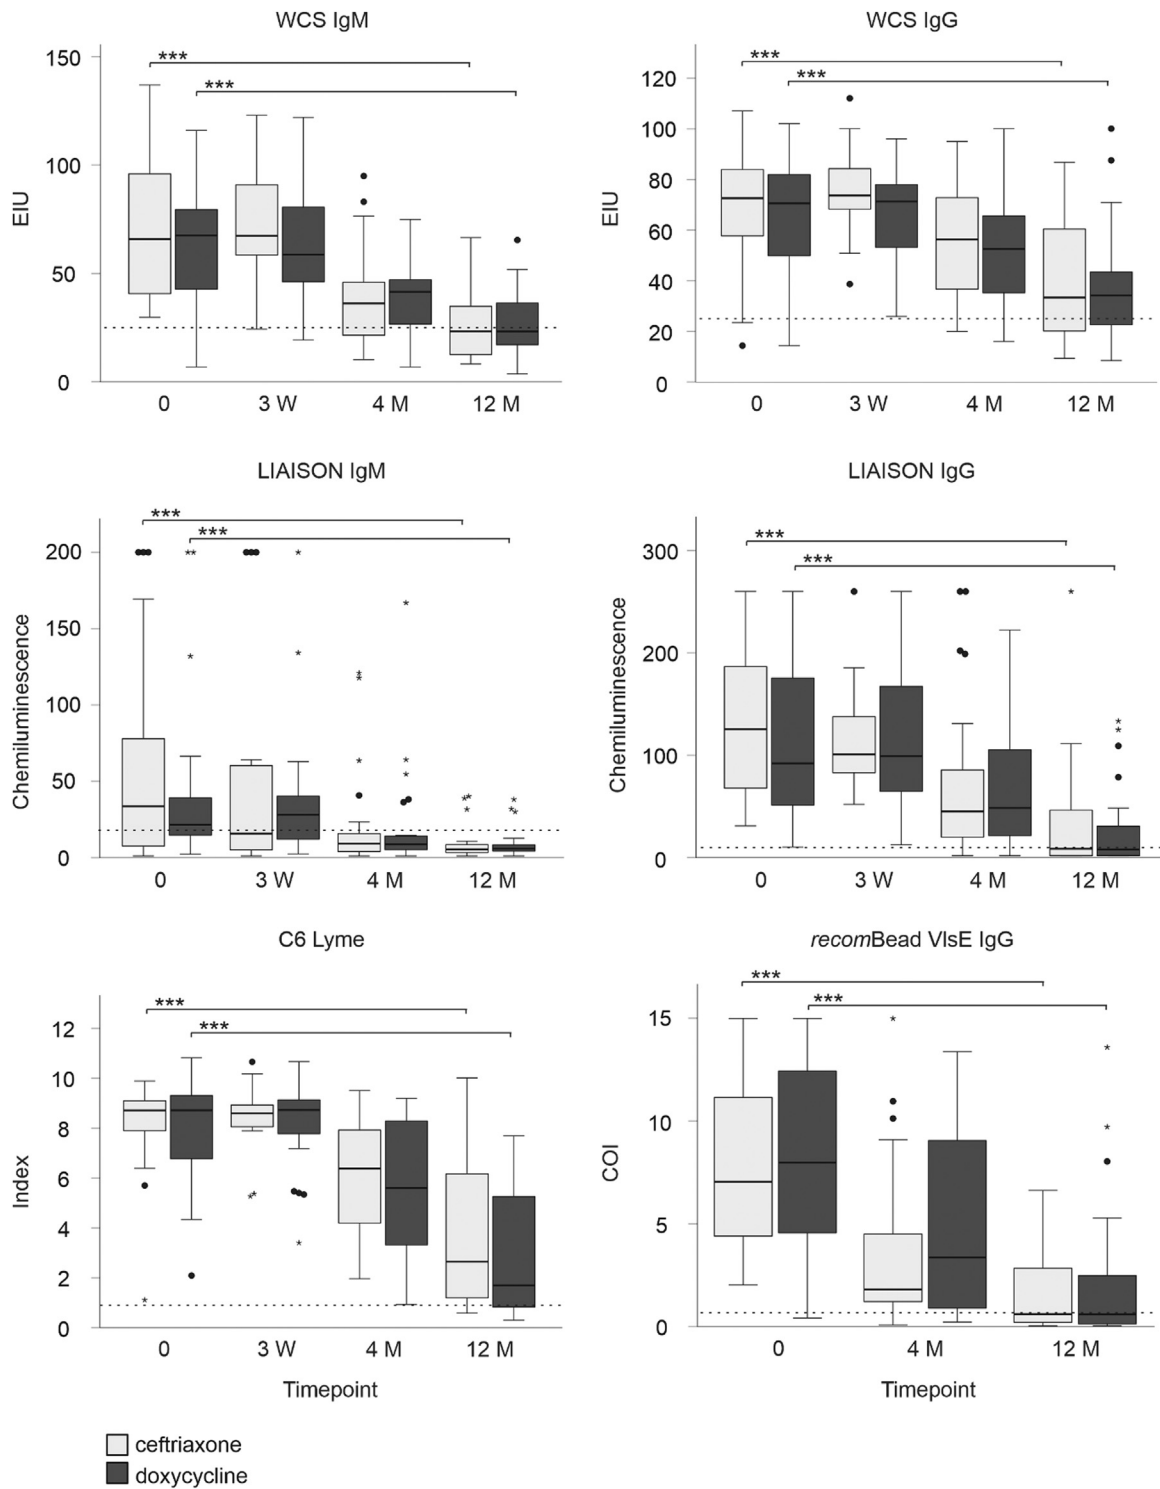 WCS IgM
WCS IgG
150
100
50
0
EIU
***
***
0 3 W 4 M 12 M
120
100
80
60
40
20
0
EIU
***
***
0 3 W 4 M 12 M
LIAISON IgM
LIAISON IgG
200
150
100
50
0
Chemiluminescence
***
***
0 3 W 4 M 12 M
300
200
100
0
Chemiluminescence
***
***
0 3 W 4 M 12 M
C6 Lyme
recomBead VlsE IgG
12
10
8
6
4
2
0
Index
***
***
0 3 W 4 M 12 M
Timepoint
15
10
5
0
COI
***
***
0 4 M 12 M
Timepoint
ceftriaxone
doxycycline